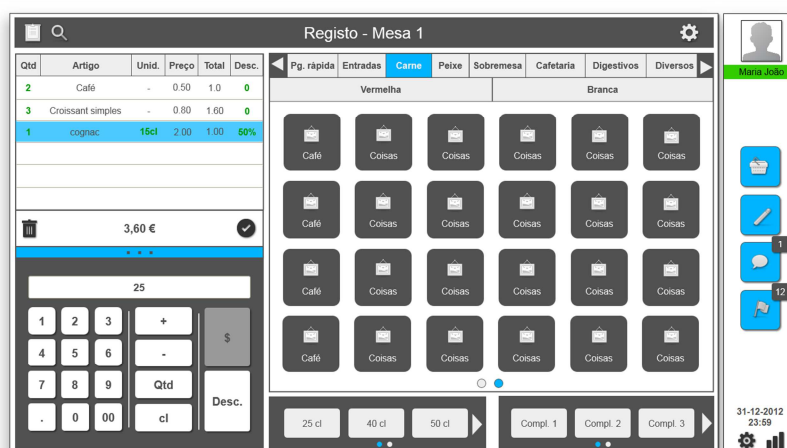 Registo - Mesa 1
Qtd Artigo Unid. Preço Total Desc.
2 Café - 0.50 1.0 0
3 Croissant simples - 0.80 1.60 0
1 cognac 15cl 2.00 1.00 50%
3,60 €
25
1 2 3 +
$
4 5 6 -
7 8 9 Qtd
Desc.
. 0 00 cl
Pg. rápida Entradas Carne Peixe Sobremesa Cafetaria Digestivos Diversos
Vermelha Branca
Café Coisas Coisas Coisas Coisas Coisas
Café Coisas Coisas Coisas Coisas Coisas
Café Coisas Coisas Coisas Coisas Coisas
Café Coisas Coisas Coisas Coisas Coisas
25 cl 40 cl 50 cl Compl. 1 Compl. 2 Compl. 3
Maria João
1
12
31-12-2012
23:59